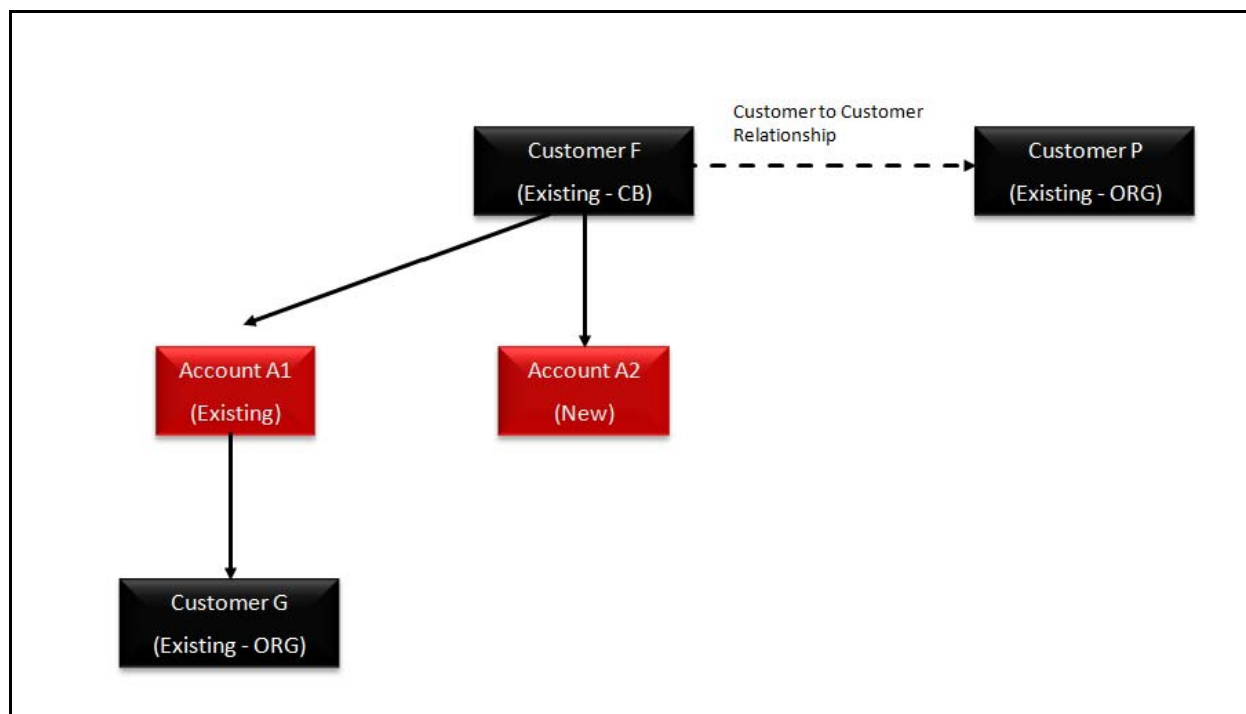 Customer to Customer
Relationship
Customer F
(Existing - CB)
Customer P
(Existing - ORG)
Account A1
(Existing)
Account A2
(New)
Customer G
(Existing - ORG)